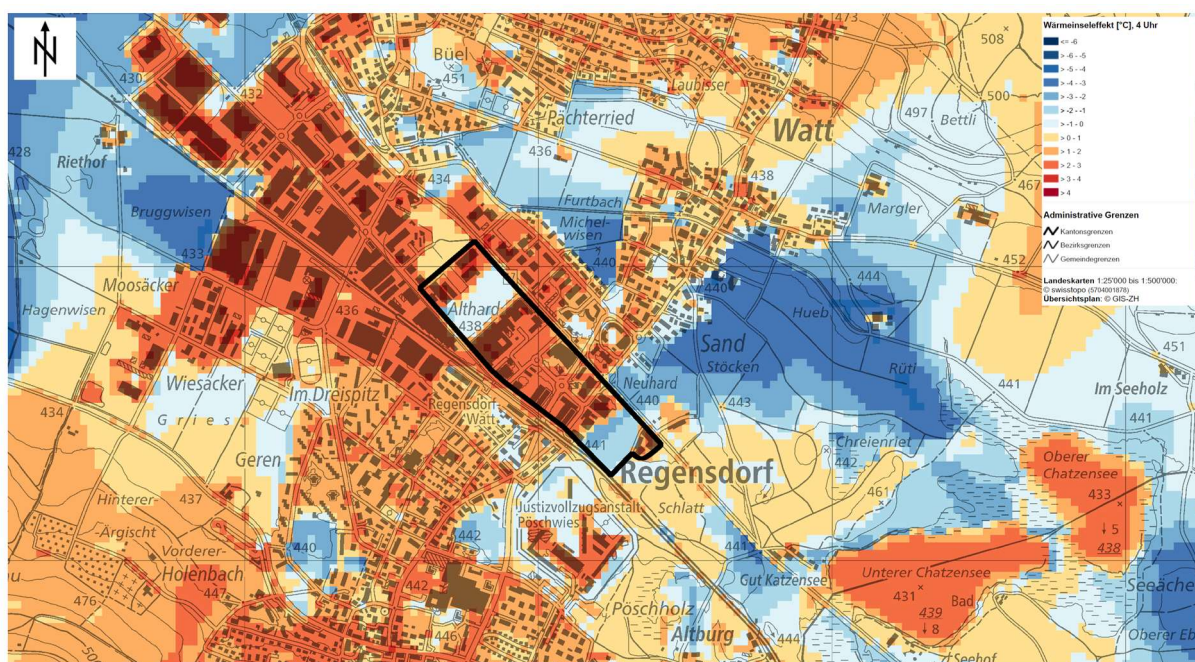 N
Wärmeinseleffekt [°C], 4 Uhr
<= -6
> -6 - -5
> -5 - -4
> -4 - -3
> -3 - -2
> -2 - -1
> -1 - 0
> 0 - 1
> 1 - 2
> 2 - 3
> 3 - 4
> 4
Administrative Grenzen
Kantonsgrenzen
Bezirksgrenzen
Gemeindegrenzen
Landeskarten 1:25'000 bis 1:500'000:
© swisstopo (5704001878)
Übersichtsplan: © GIS-ZH
473
508
Büel
451
430
432
Laubisser
500
Pächterried
Watt
497
Bettli
428
Riethof
436
434
438
467
Bruggwisen
Furtbach
Michel-
wisen
Margler
433
440
452
Moosäcker
444
440
Hagenwisen
436
Althard
438
Hueb
Sand
Stöcken
Rütl
451
Wiesäcker
Im Dreispitz
Neuhard
440
441
Im Seeholz
434
Gries
Regensdorf
Watt
443
441
441
Chreienriet
442
Geren
Regensdorf
Oberer
Chatzensee
433
461
Hinterer-
437
Ärgischt
Justizvollzugsanstalt
Pöschwies
Schlatt
5
438
440
442
441
Vorderer-
Holenbach
447
442
Gut Katzensee
Unterer Chatzensee
431
Bad
439
8
Seeäche
476
Pöschholz
446
Altburg
444
Oberer Eb
Seehof